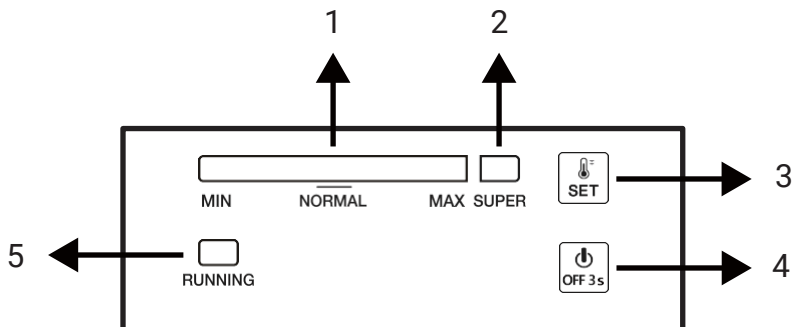 1 2
SET 3
MIN NORMAL MAX SUPER
5 RUNNING
OFF 3s 4